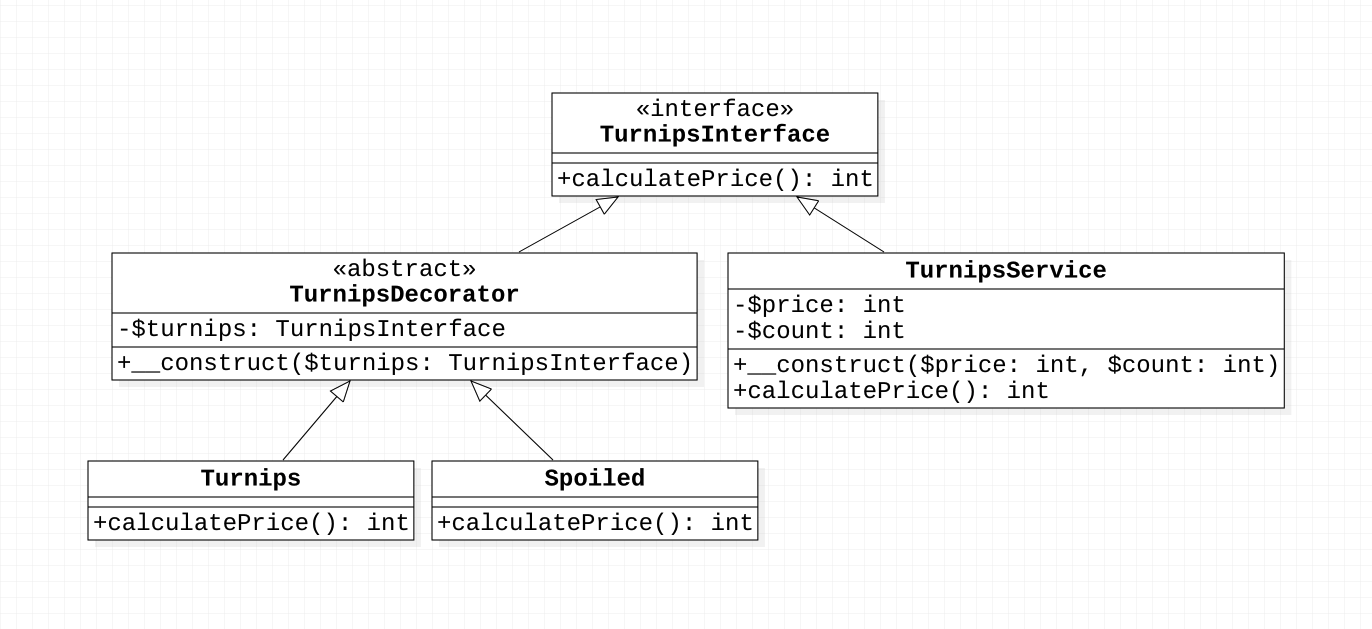 «interface»
TurnipsInterface
+calculatePrice(): int
«abstract»
TurnipsDecorator
-$turnips: TurnipsInterface
+__construct($turnips: TurnipsInterface)
TurnipsService
-$price: int
-$count: int
+__construct($price: int, $count: int)
+calculatePrice(): int
Turnips
+calculatePrice(): int
Spoiled
+calculatePrice(): int